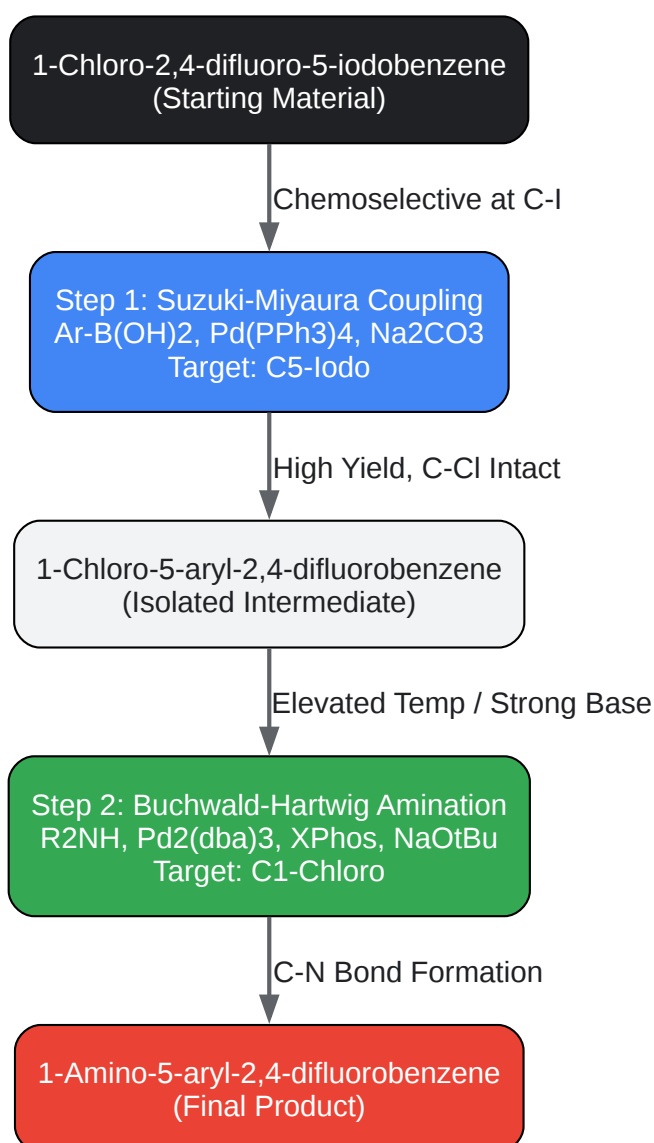 1-Chloro-2,4-difluoro-5-iodobenzene
(Starting Material)
Chemoselective at C-I
Step 1: Suzuki-Miyaura Coupling
Ar-B(OH)2, Pd(PPh3)4, Na2CO3
Target: C5-Iodo
High Yield, C-Cl Intact
1-Chloro-5-aryl-2,4-difluorobenzene
(Isolated Intermediate)
Elevated Temp / Strong Base
Step 2: Buchwald-Hartwig Amination
R2NH, Pd2(dba)3, XPhos, NaOtBu
Target: C1-Chloro
C-N Bond Formation
1-Amino-5-aryl-2,4-difluorobenzene
(Final Product)